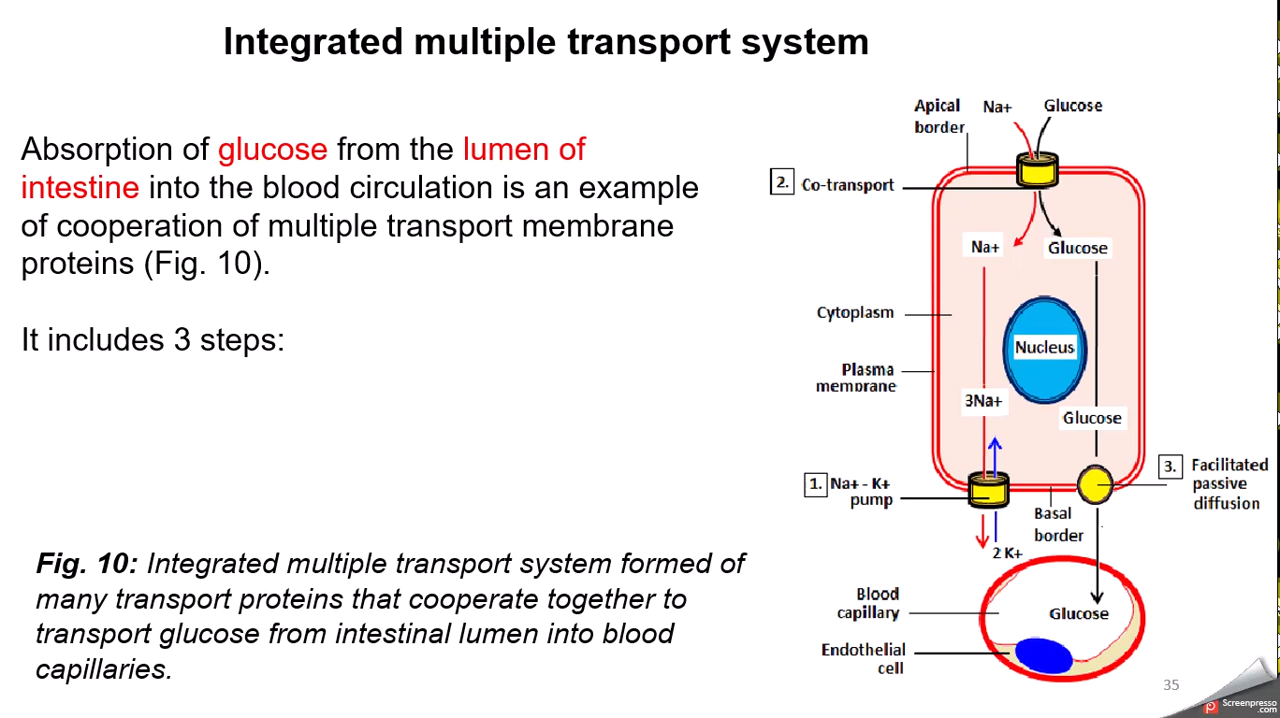 Integrated multiple transport system
Absorption of glucose from the lumen of
intestine into the blood circulation is an example
of cooperation of multiple transport membrane
proteins (Fig. 10).
It includes 3 steps:
Fig. 10: Integrated multiple transport system formed of
many transport proteins that cooperate together to
transport glucose from intestinal lumen into blood
capillaries.
Apical
border
Na+
Glucose
2. Co-transport
Na+
Glucose
Cytoplasm
Nucleus
Plasma
membrane
3Na+
Glucose
1. Na+ - K+
pump
3. Facilitated
passive
diffusion
Basal
border
2 K+
Blood
capillary
Glucose
Endothelial
cell
35
Screenpresso
.com